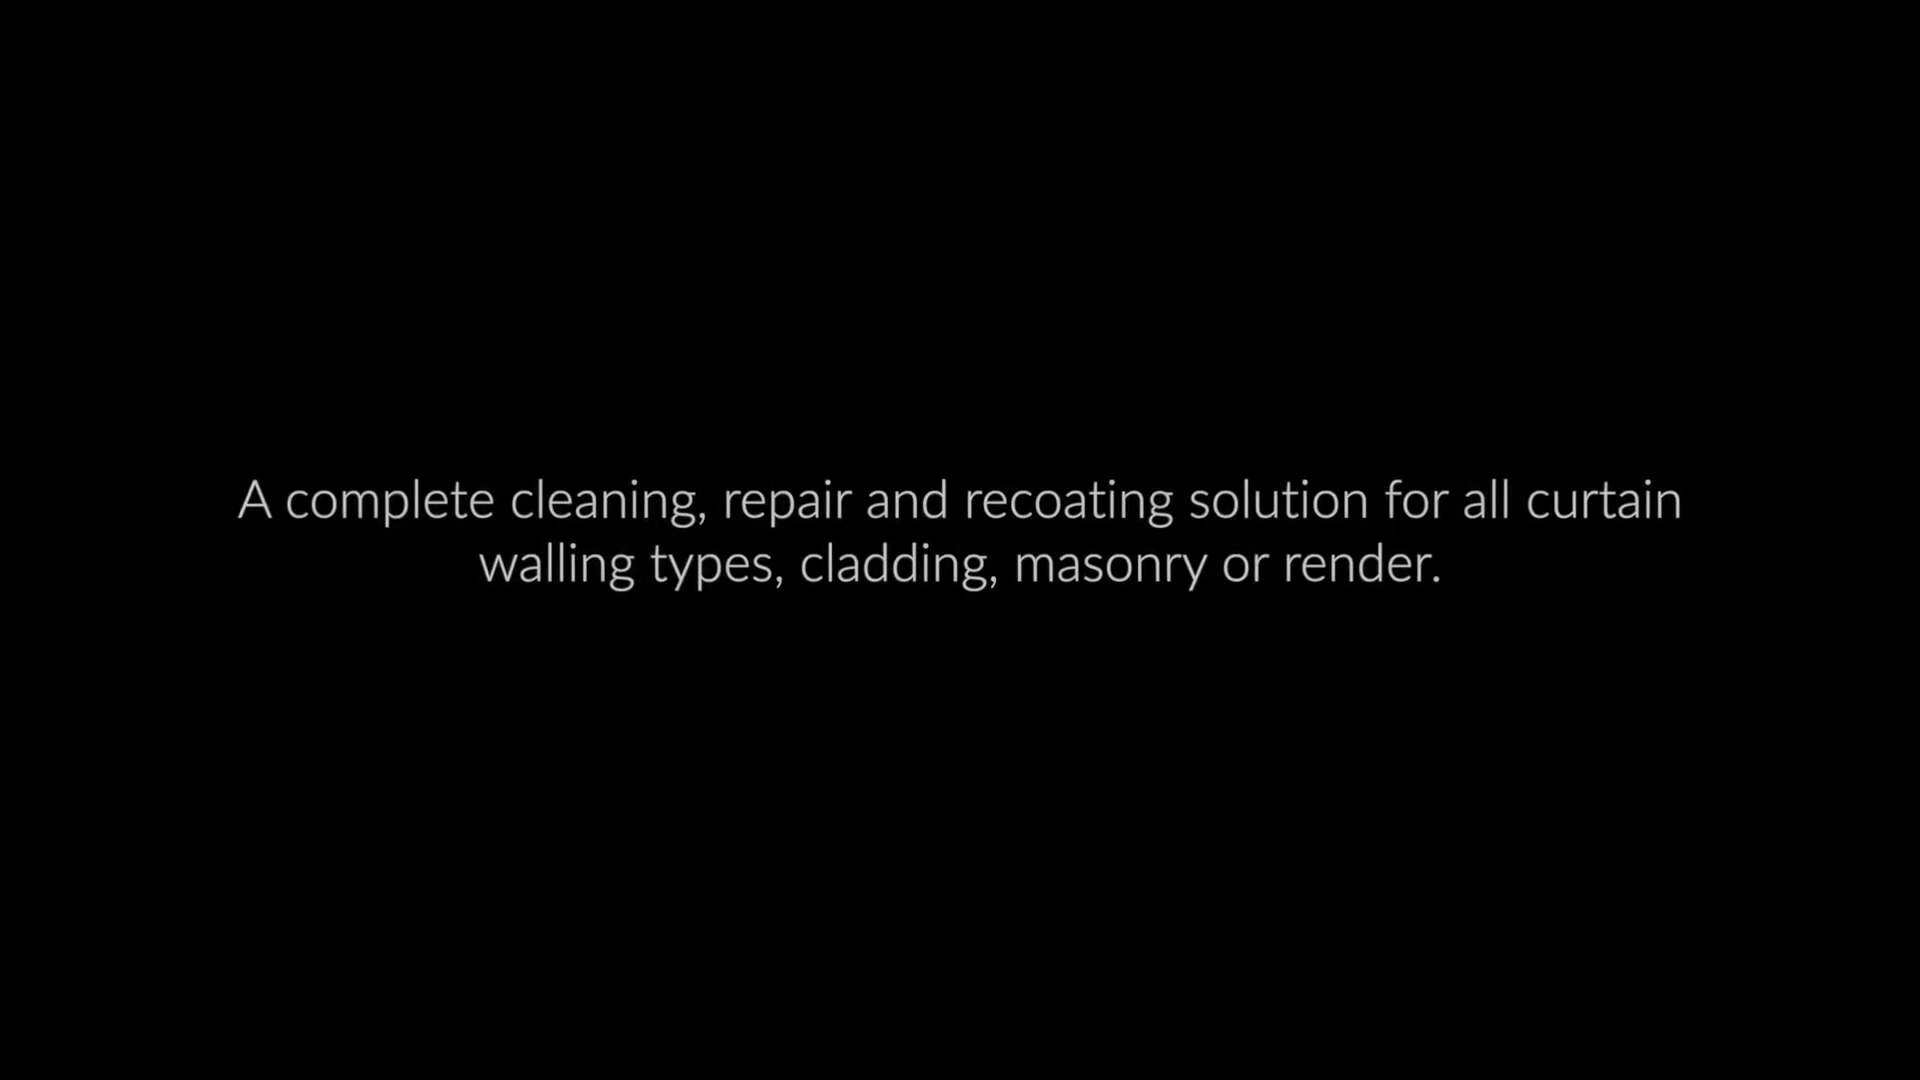 A complete cleaning, repair and recoating solution for all curtain
walling types, cladding, masonry or render.